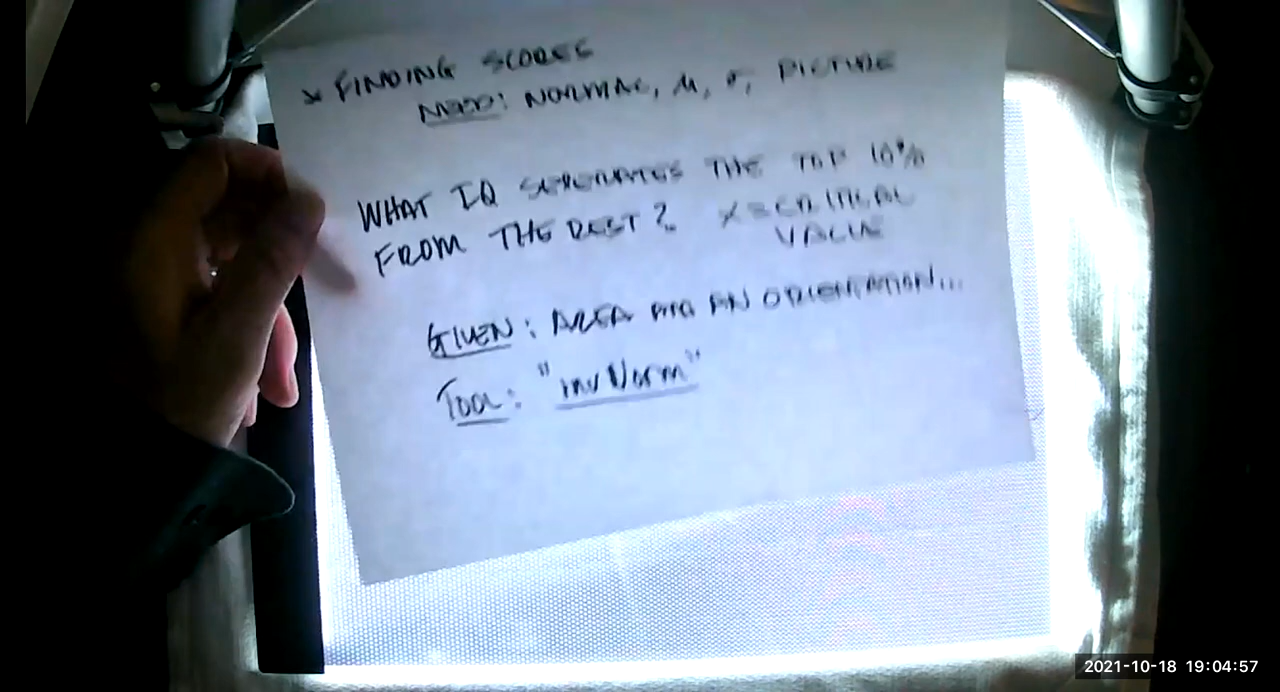 * FINDING SCORES
NEED: NORMAL, μ, σ, PICTURE
WHAT IQ SEPERATES THE TOP 10%
FROM THE REST? X = CRITICAL
VALUE
GIVEN: AREA AND AN ORIENTATION...
TOOL: "invNorm"
2021-10-18 19:04:57